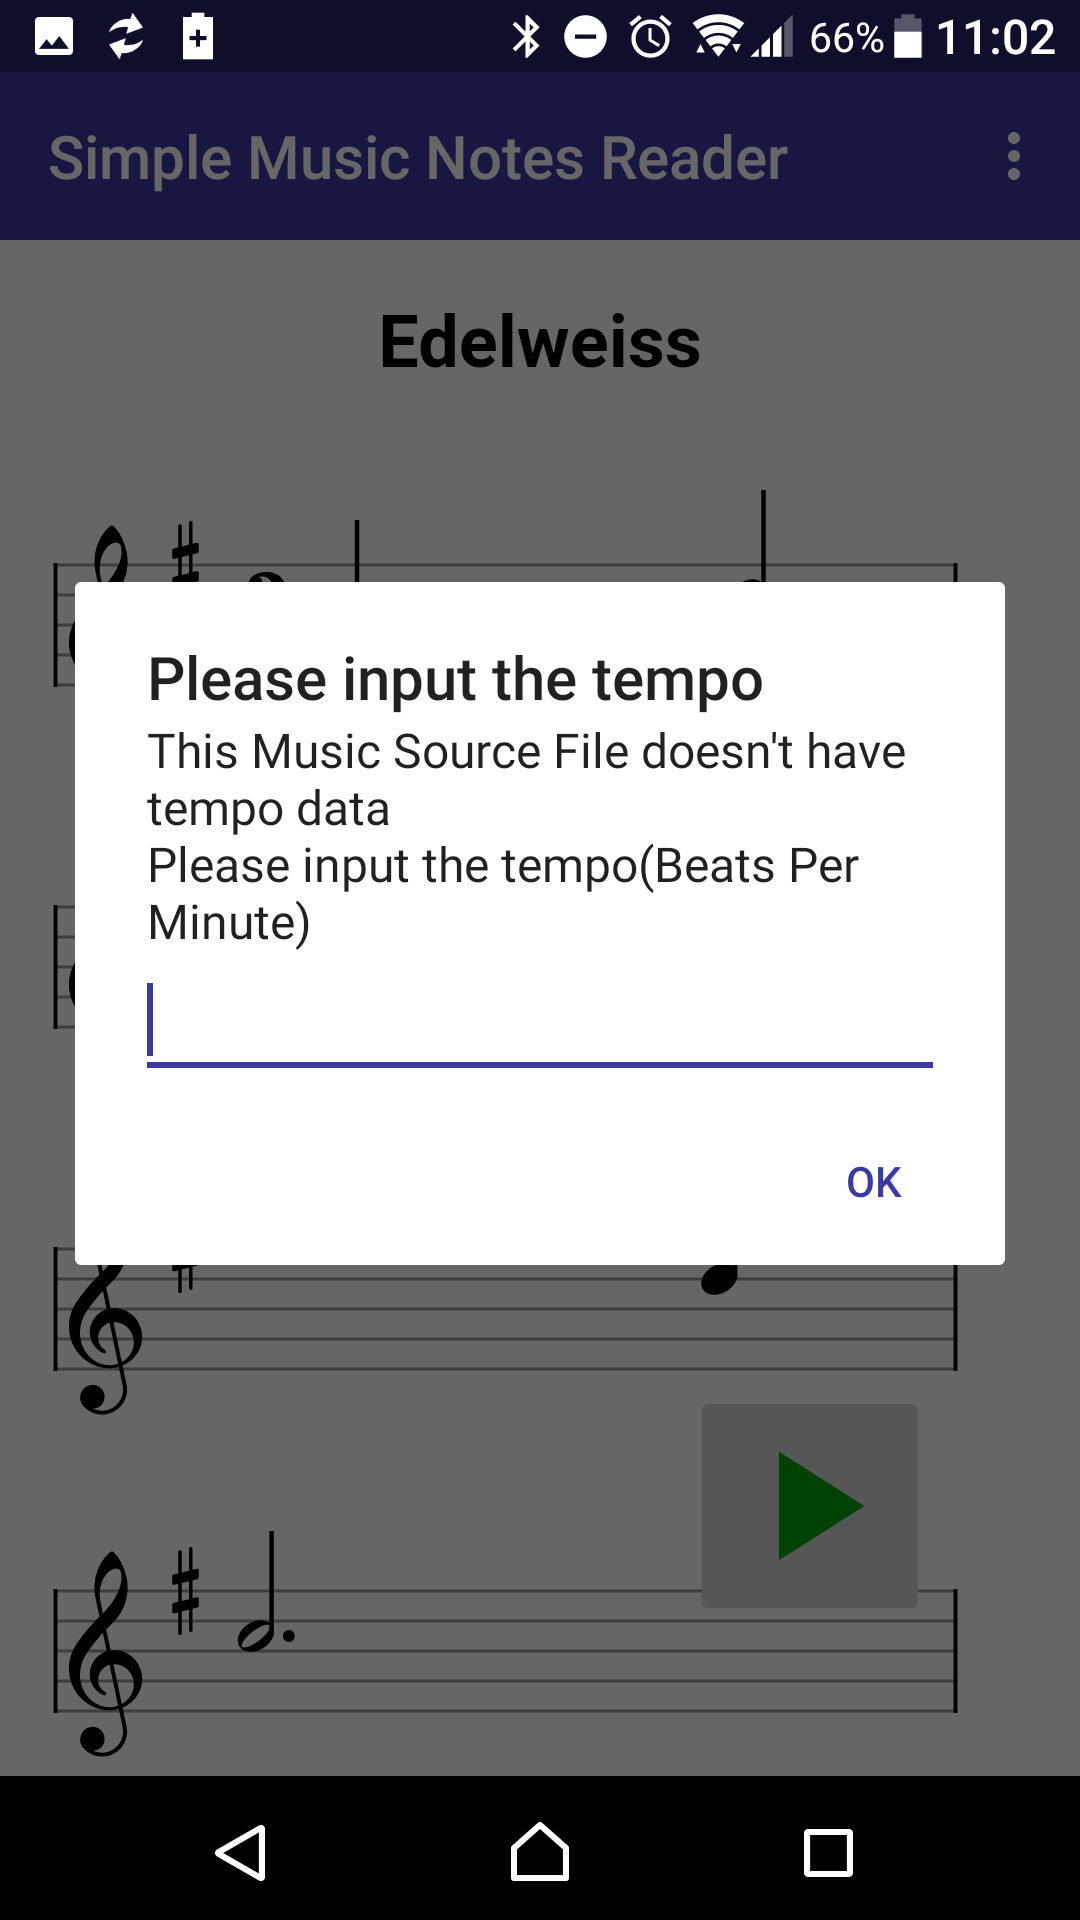 66% 11:02
Simple Music Notes Reader
Edelweiss
Please input the tempo
This Music Source File doesn't have
tempo data
Please input the tempo(Beats Per
Minute)
OK